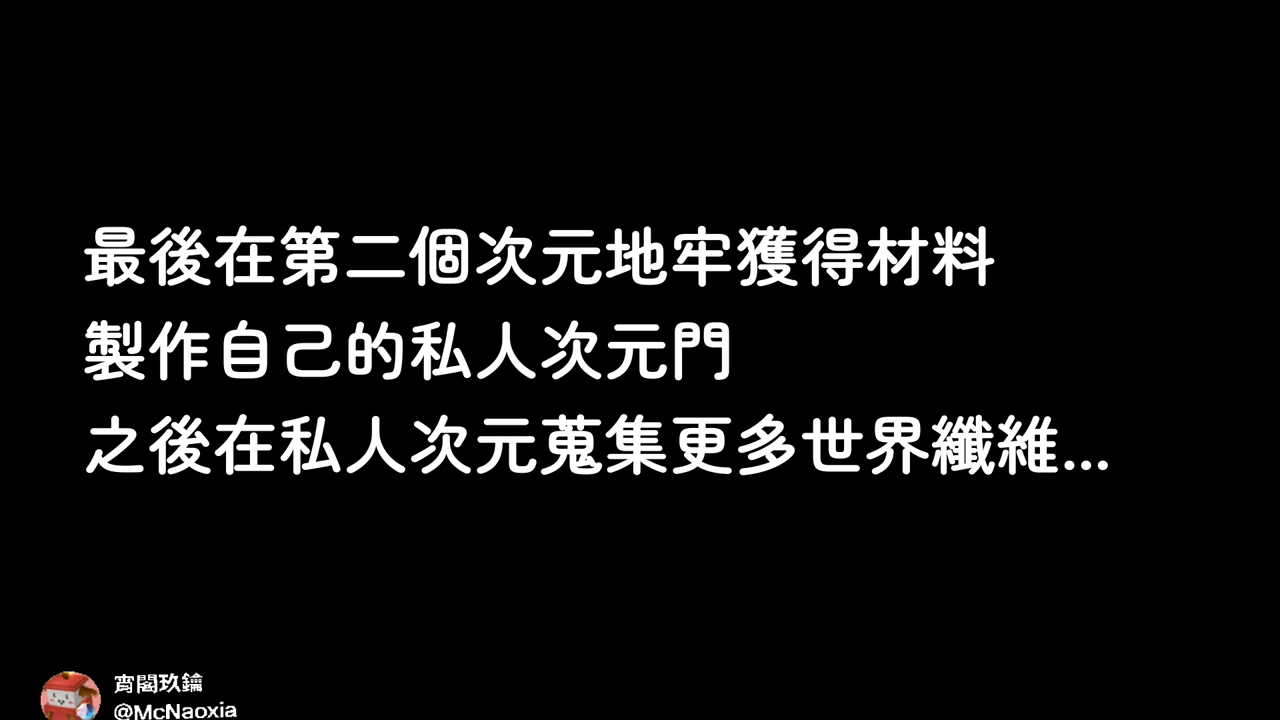 最後在第二個次元地牢獲得材料
製作自己的私人次元門
之後在私人次元蒐集更多世界纖維...
宵閣玖鑰
@McNaoxia